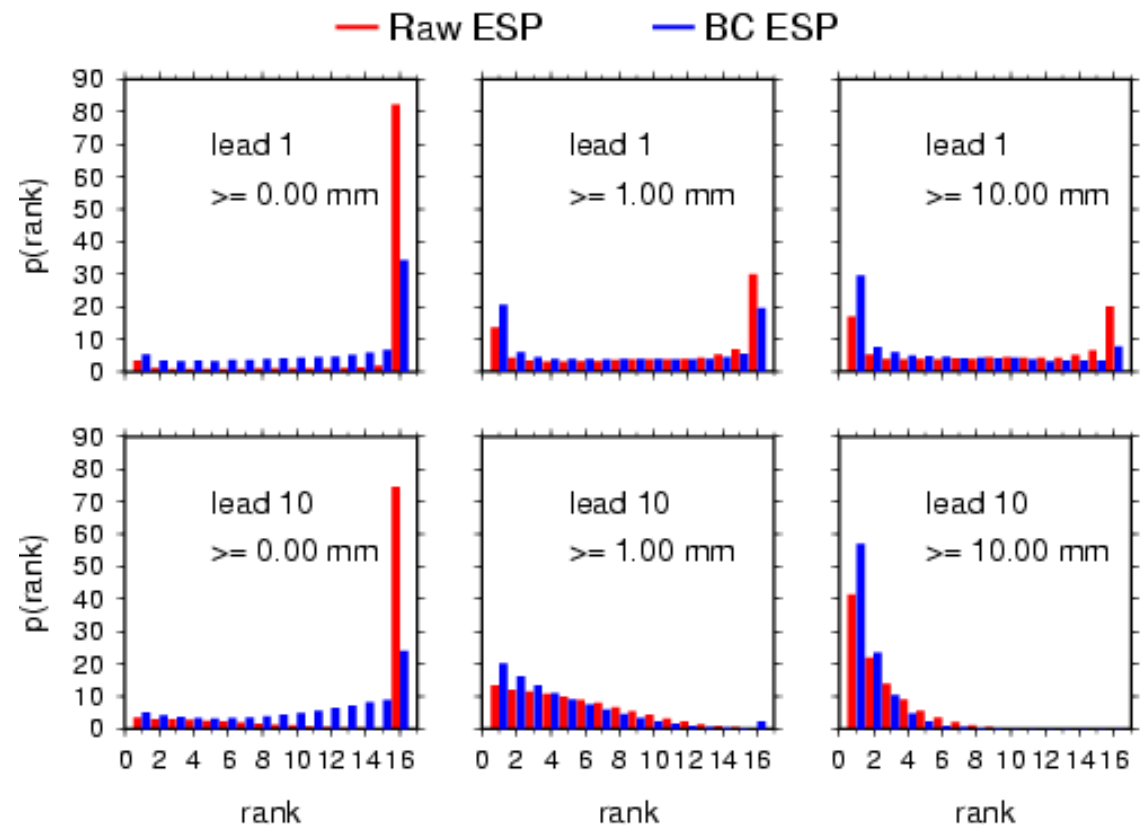 Raw ESP BC ESP
90
80
70
60
50
40
30
20
10
0
p(rank)
lead 1
>= 0.00 mm
lead 1
>= 1.00 mm
lead 1
>= 10.00 mm
90
80
70
60
50
40
30
20
10
0
p(rank)
lead 10
>= 0.00 mm
lead 10
>= 1.00 mm
lead 10
>= 10.00 mm
0 2 4 6 8 10 12 14 16
0 2 4 6 8 10 12 14 16
0 2 4 6 8 10 12 14 16
rank
rank
rank